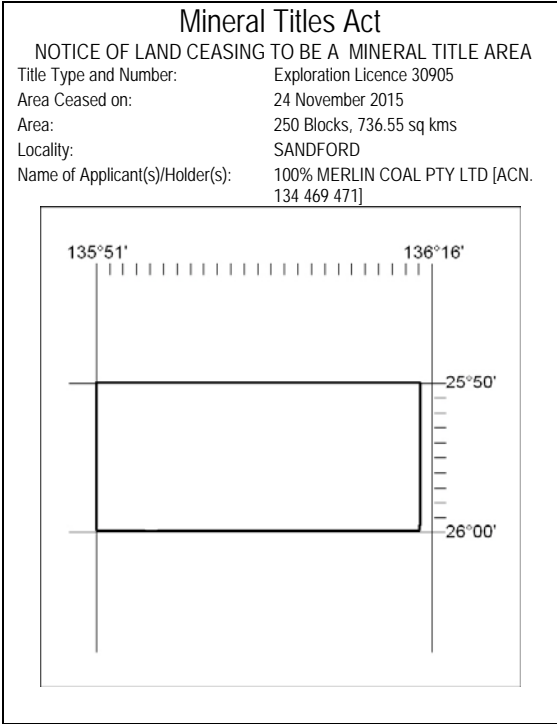 Mineral Titles Act
NOTICE OF LAND CEASING TO BE A MINERAL TITLE AREA
Title Type and Number: Exploration Licence 30905
Area Ceased on: 24 November 2015
Area: 250 Blocks, 736.55 sq kms
Locality: SANDFORD
Name of Applicant(s)/Holder(s): 100% MERLIN COAL PTY LTD [ACN.
134 469 471]
135°51' 136°16'
25°50'
26°00'